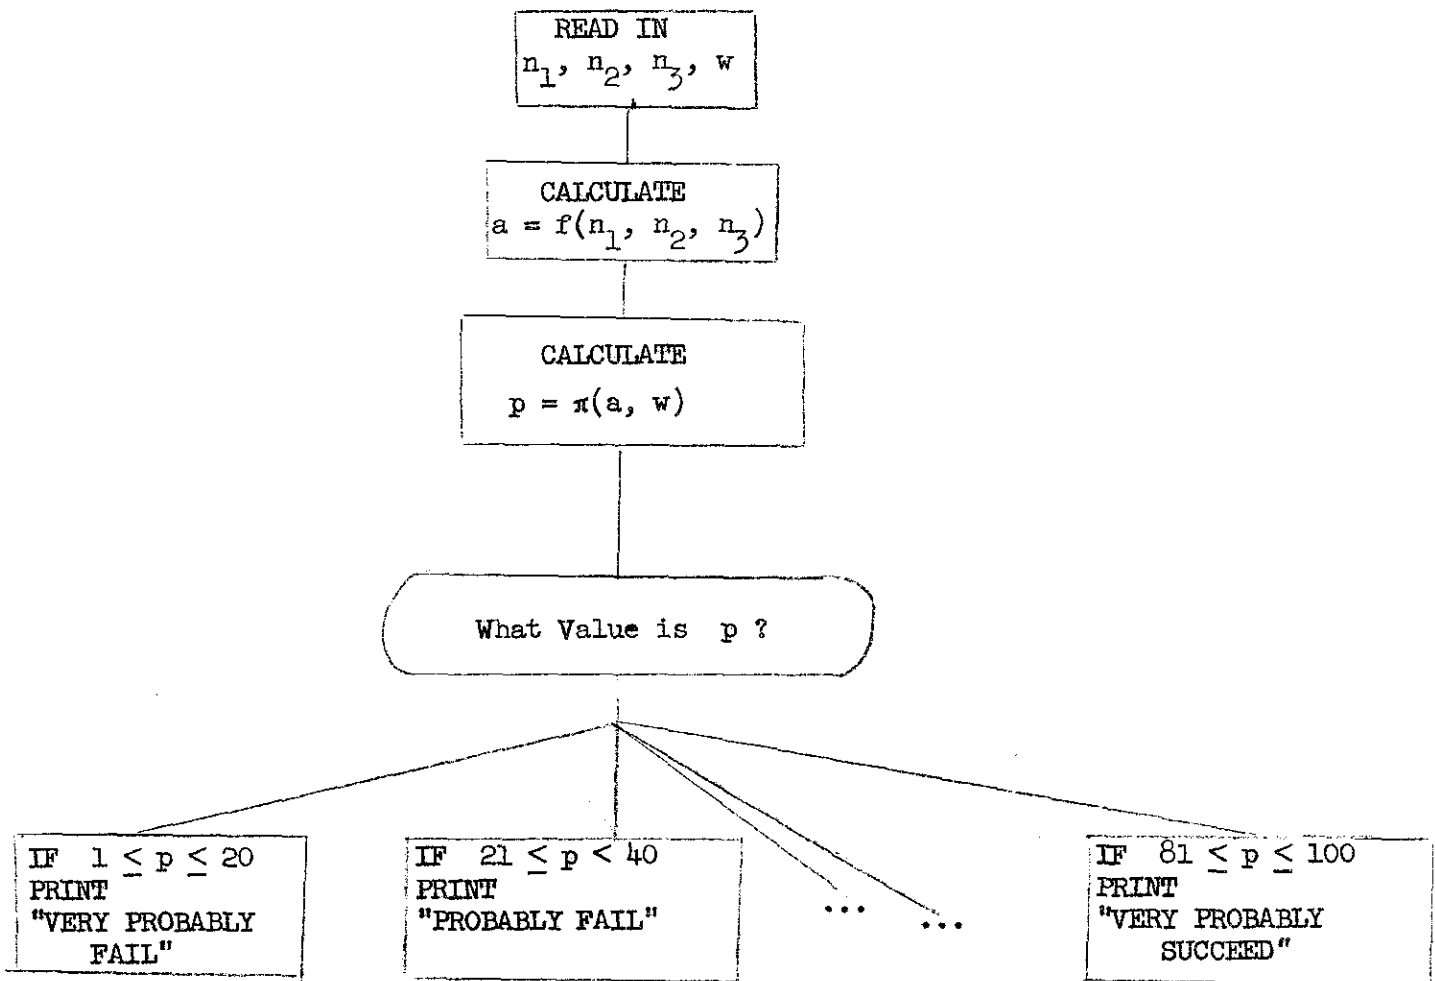 READ IN
n₁, n₂, n₃, w
CALCULATE
a = f(n₁, n₂, n₃)
CALCULATE
p = π(a, w)
What Value is p ?
IF 1 ≤ p ≤ 20
PRINT
"VERY PROBABLY
FAIL"
IF 21 ≤ p < 40
PRINT
"PROBABLY FAIL"
...
...
IF 81 ≤ p ≤ 100
PRINT
"VERY PROBABLY
SUCCEED"